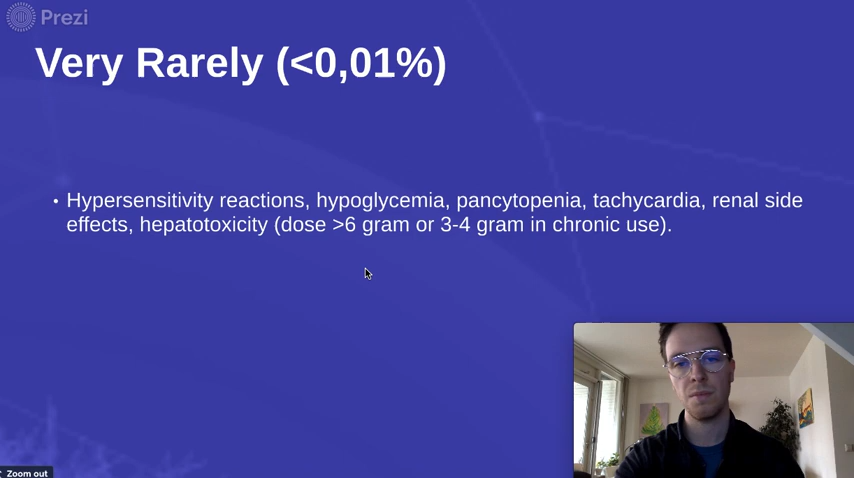 Prezi
Very Rarely (<0,01%)
• Hypersensitivity reactions, hypoglycemia, pancytopenia, tachycardia, renal side
effects, hepatotoxicity (dose >6 gram or 3-4 gram in chronic use).
Zoom out